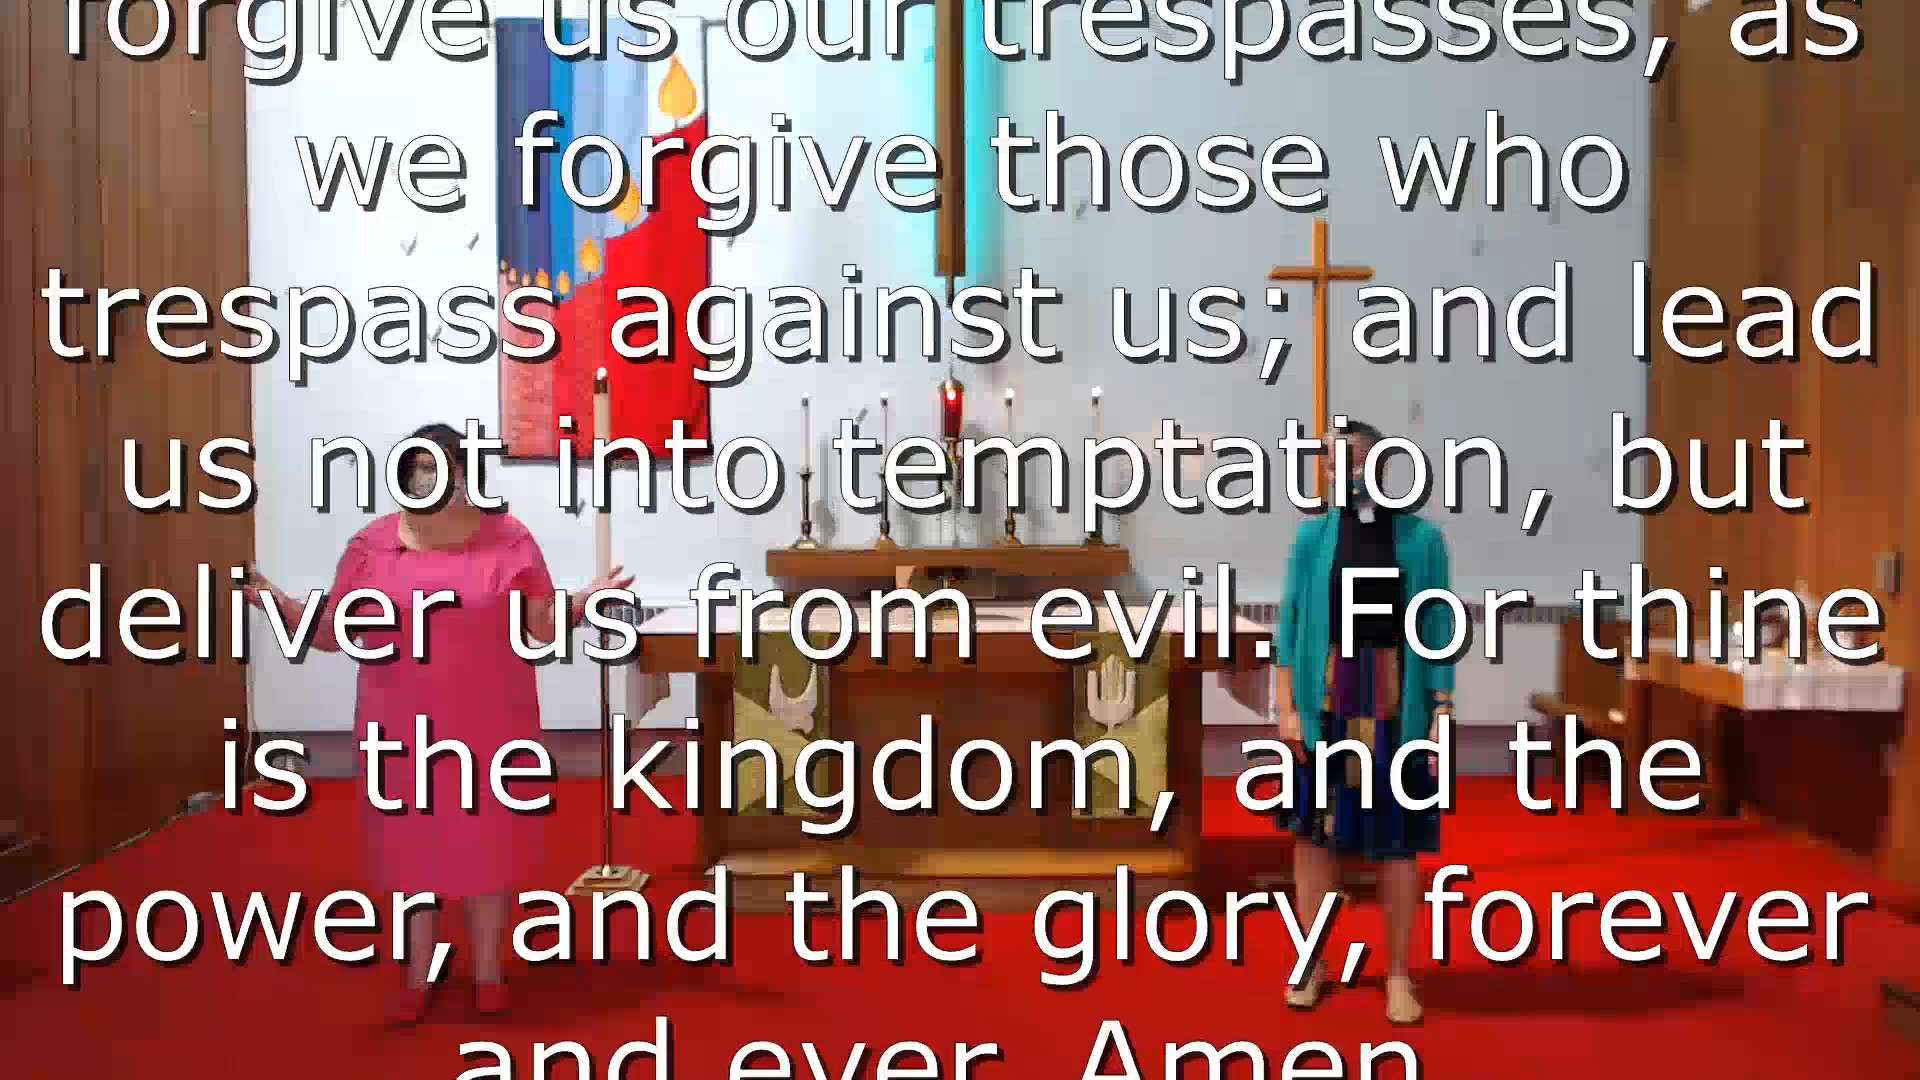 forgive us our trespasses, as
we forgive those who
trespass against us; and lead
us not into temptation, but
deliver us from evil. For thine
is the kingdom, and the
power, and the glory, forever
and ever. Amen.